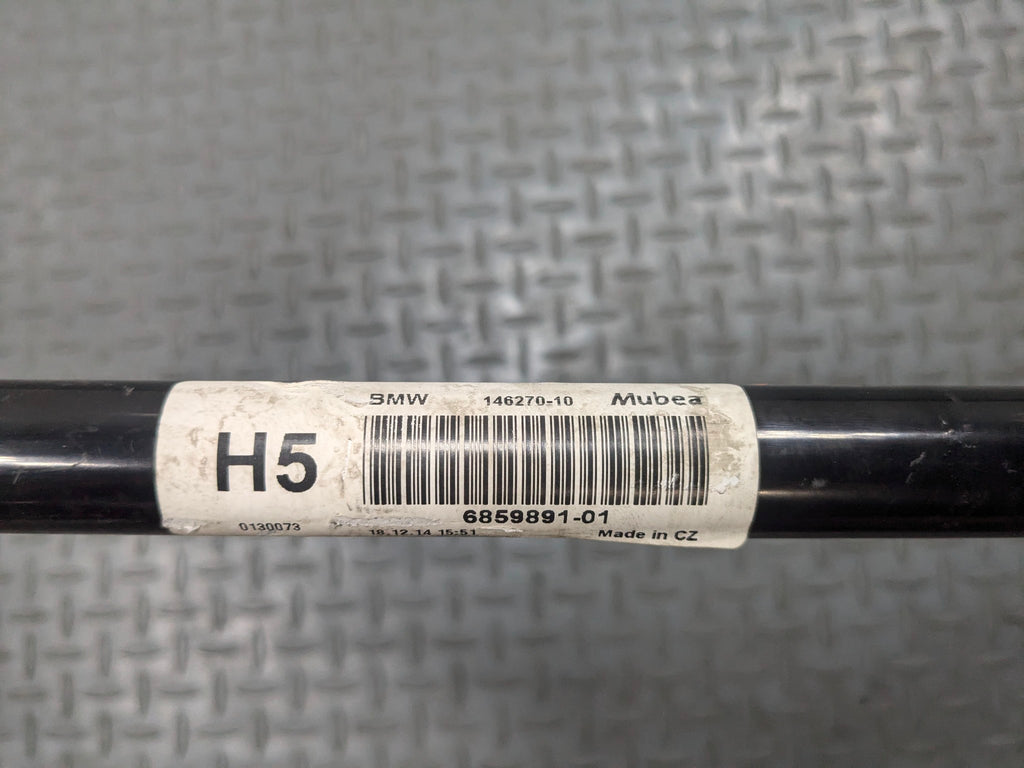 BMW 146270-10 Mubea
H5
6859891-01
0130073 18.12.14 15:51 Made in CZ